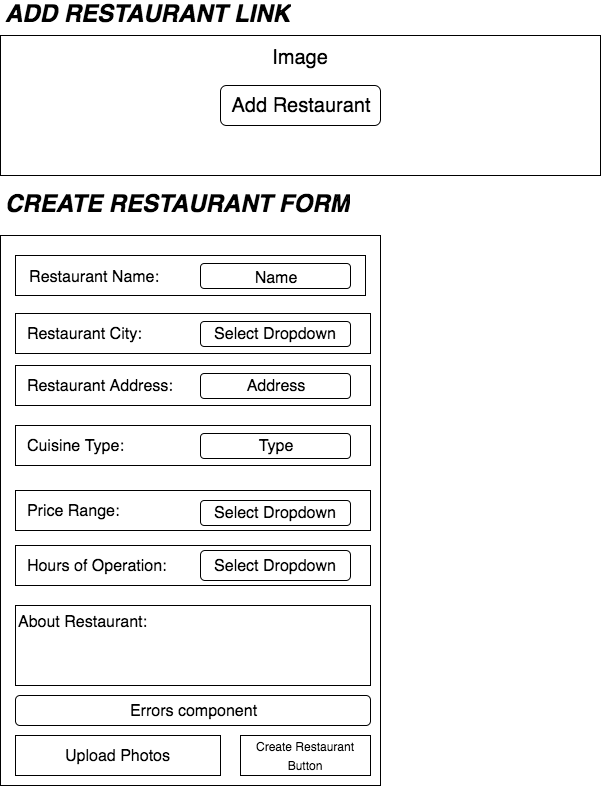 ADD RESTAURANT LINK
Image
Add Restaurant
CREATE RESTAURANT FORM
Restaurant Name: Name
Restaurant City: Select Dropdown
Restaurant Address: Address
Cuisine Type: Type
Price Range: Select Dropdown
Hours of Operation: Select Dropdown
About Restaurant:
Errors component
Upload Photos
Create Restaurant
Button